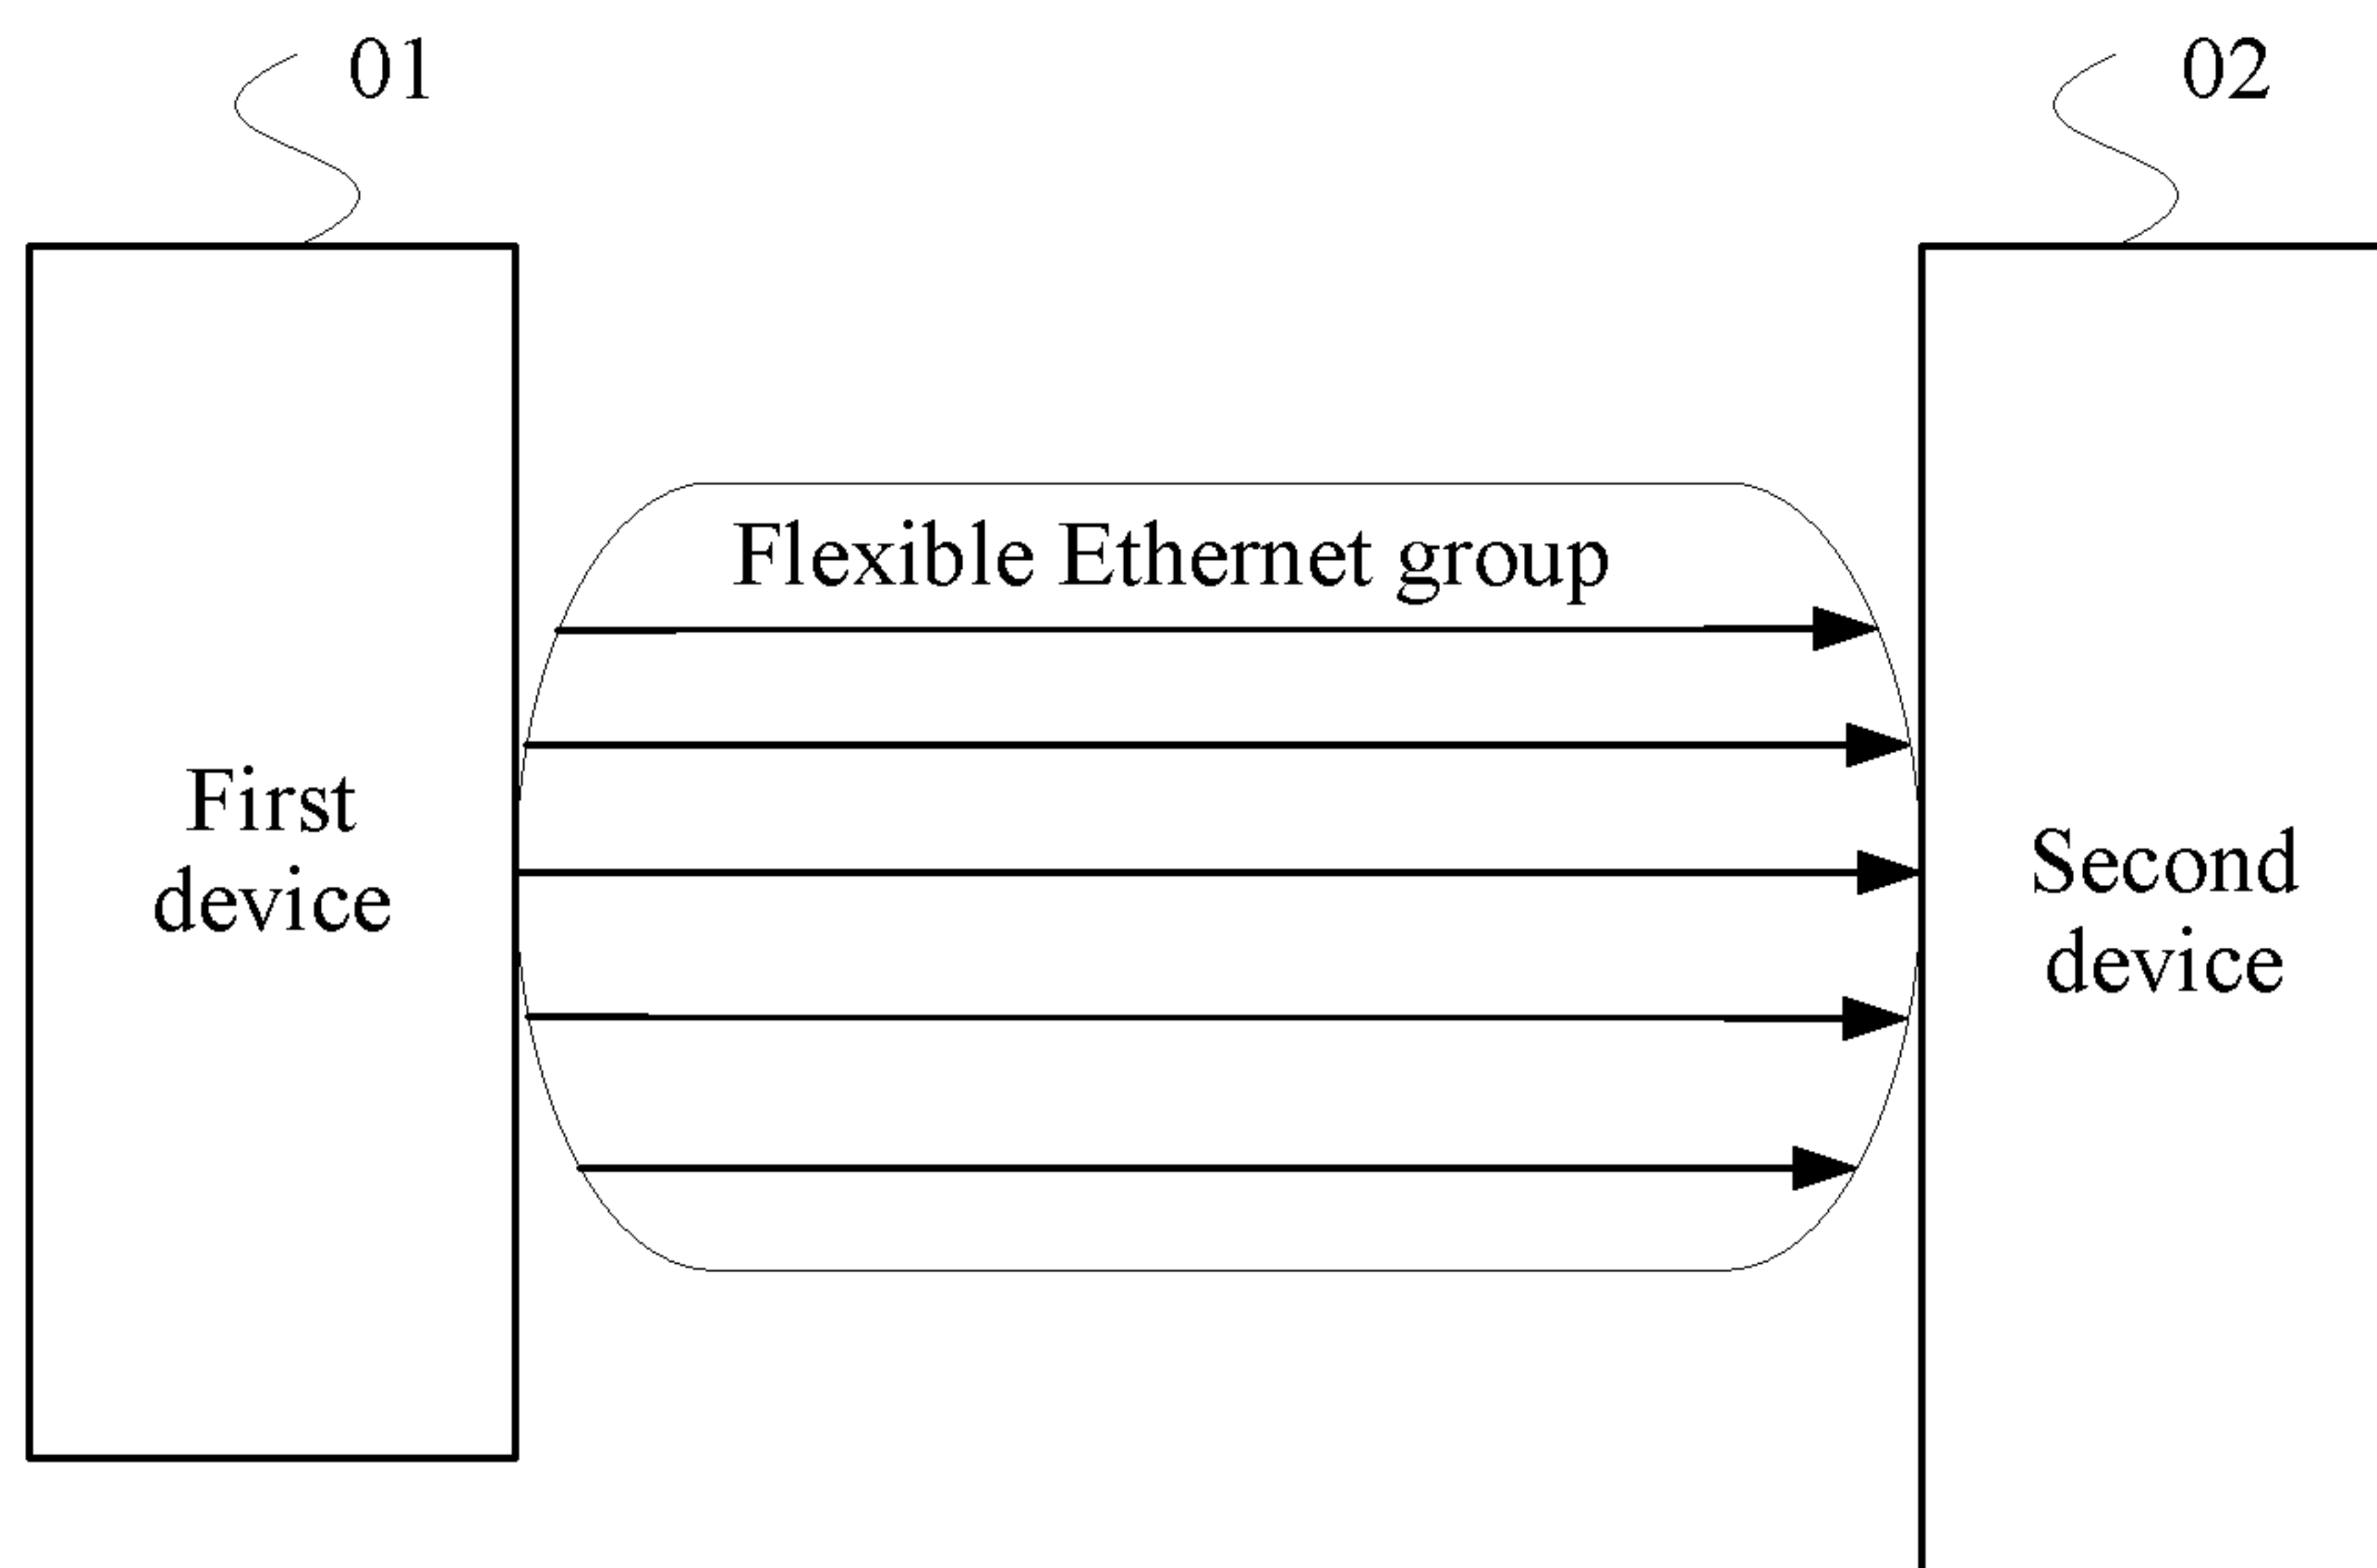 01
02
Flexible Ethernet group
First
device
Second
device